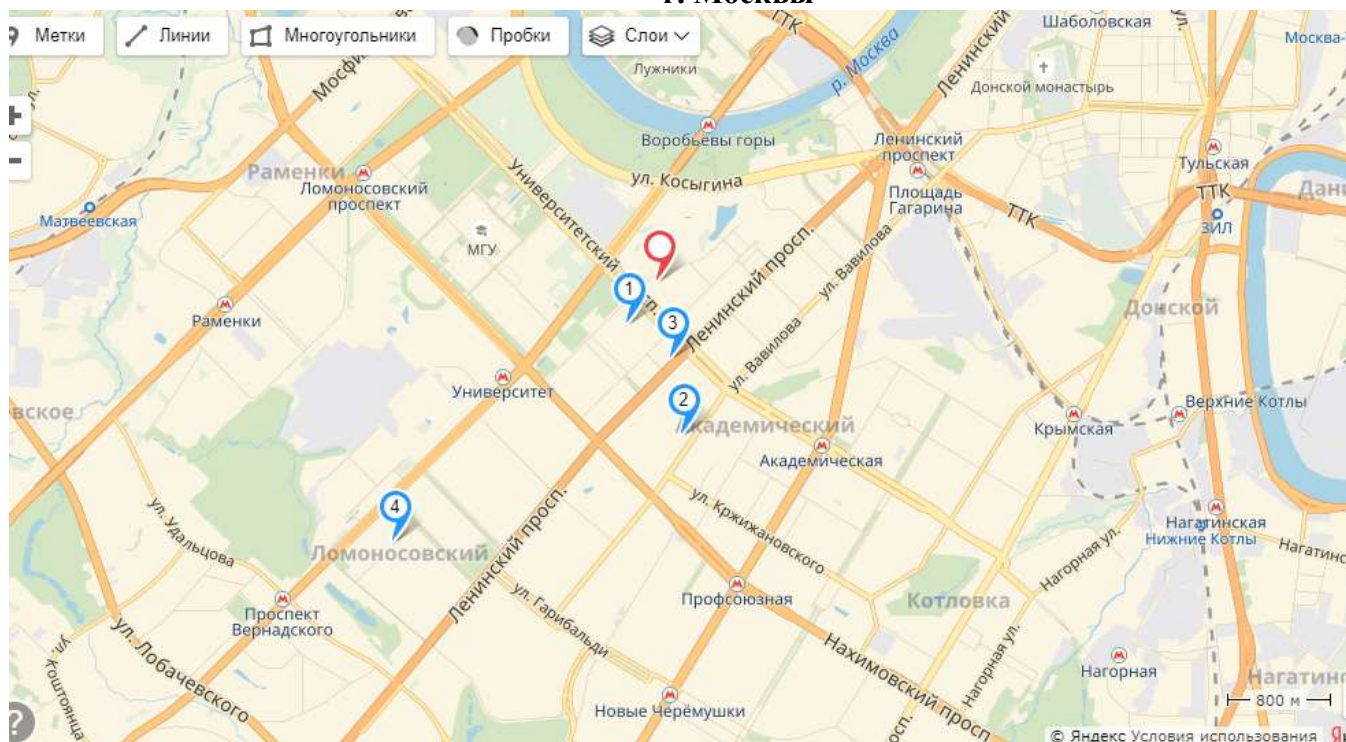 г. Москвы
Метки
Линии
Многоугольники
Пробки
Слои
ТТК
Шаболовская
ул.
Москва-
Лужники
р. Москва
Ленинский
Донской монастырь
Воробьёвы горы
Ленинский
проспект
Тульская
Раменки
Ломоносовский
проспект
Университетский
ул. Косыгина
Площадь
Гагарина
ТТК
ТТК
Матвеевская
МГУ
ЗИЛ
Ленинский просп.
ул. Вавилова
1
Раменки
3
Донской
ул. Вавилова
Университет
2
Академический
Верхние Котлы
Крымская
Академическая
4
ул. Удальцова
Ломоносовский
Ленинский просп.
ул. Кржижановского
Нагатинская
Нижние Котлы
Нагорная ул.
Проспект
Вернадского
ул. Гарибальди
Профсоюзная
Котловка
ул. Лобачевского
Нахимовский просп
Нагорная ул.
Нагорная
Новые Черёмушки
800 м
© Яндекс Условия использования